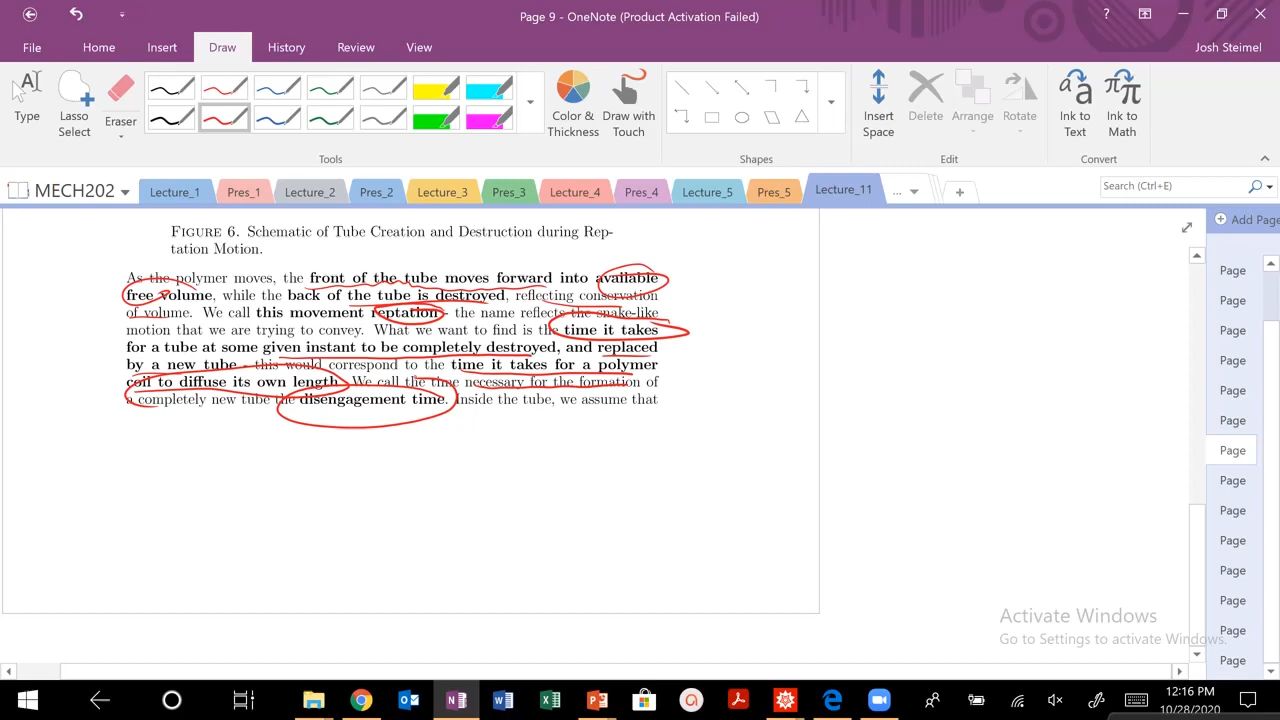 Page 9 - OneNote (Product Activation Failed)
?
File
Home
Insert
Draw
History
Review
View
Josh Steimel
Type
Lasso
Select
Eraser
Color &
Thickness
Draw with
Touch
Insert
Space
Delete
Arrange
Rotate
Ink to
Text
Ink to
Math
Tools
Shapes
Edit
Convert
MECH202
Lecture_1
Pres_1
Lecture_2
Pres_2
Lecture_3
Pres_3
Lecture_4
Pres_4
Lecture_5
Pres_5
Lecture_11
...
Search (Ctrl+E)
Add Page
FIGURE 6. Schematic of Tube Creation and Destruction during Rep-
tation Motion.
As the polymer moves, the front of the tube moves forward into available
free volume, while the back of the tube is destroyed, reflecting conservation
of volume. We call this movement reptation - the name reflects the snake-like
motion that we are trying to convey. What we want to find is the time it takes
for a tube at some given instant to be completely destroyed, and replaced
by a new tube - this would correspond to the time it takes for a polymer
coil to diffuse its own length. We call the time necessary for the formation of
a completely new tube the disengagement time. Inside the tube, we assume that
Page
Page
Page
Page
Page
Page
Page
Page
Page
Page
Page
Page
Page
Page
Activate Windows
Go to Settings to activate Windows.
12:16 PM
10/28/2020